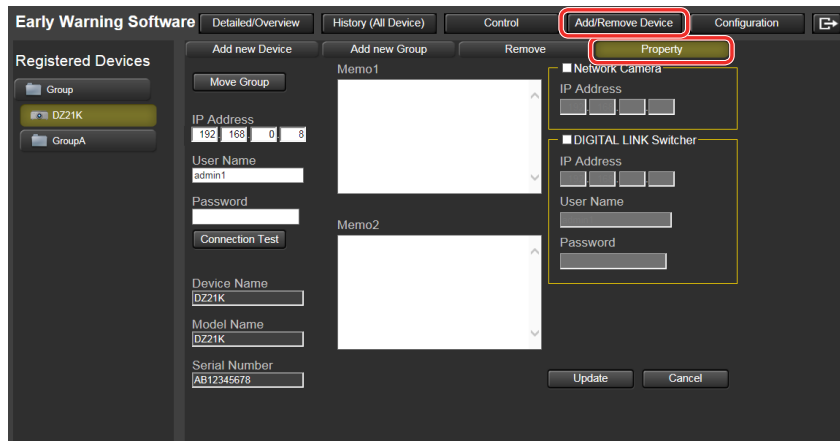 Early Warning Software
Detailed/Overview
History (All Device)
Control
Add/Remove Device
Configuration
Registered Devices
Group
DZ21K
GroupA
Add new Device
Add new Group
Remove
Property
Move Group
IP Address
192 . 168 . 0 . 8
User Name
admin1
Password
Connection Test
Device Name
DZ21K
Model Name
DZ21K
Serial Number
AB12345678
Memo1
Memo2
Network Camera
IP Address
DIGITAL LINK Switcher
IP Address
User Name
Password
Update
Cancel